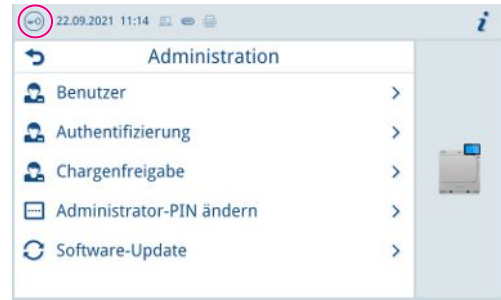 22.09.2021 11:14
Administration
Benutzer
Authentifizierung
Chargenfreigabe
Administrator-PIN ändern
Software-Update